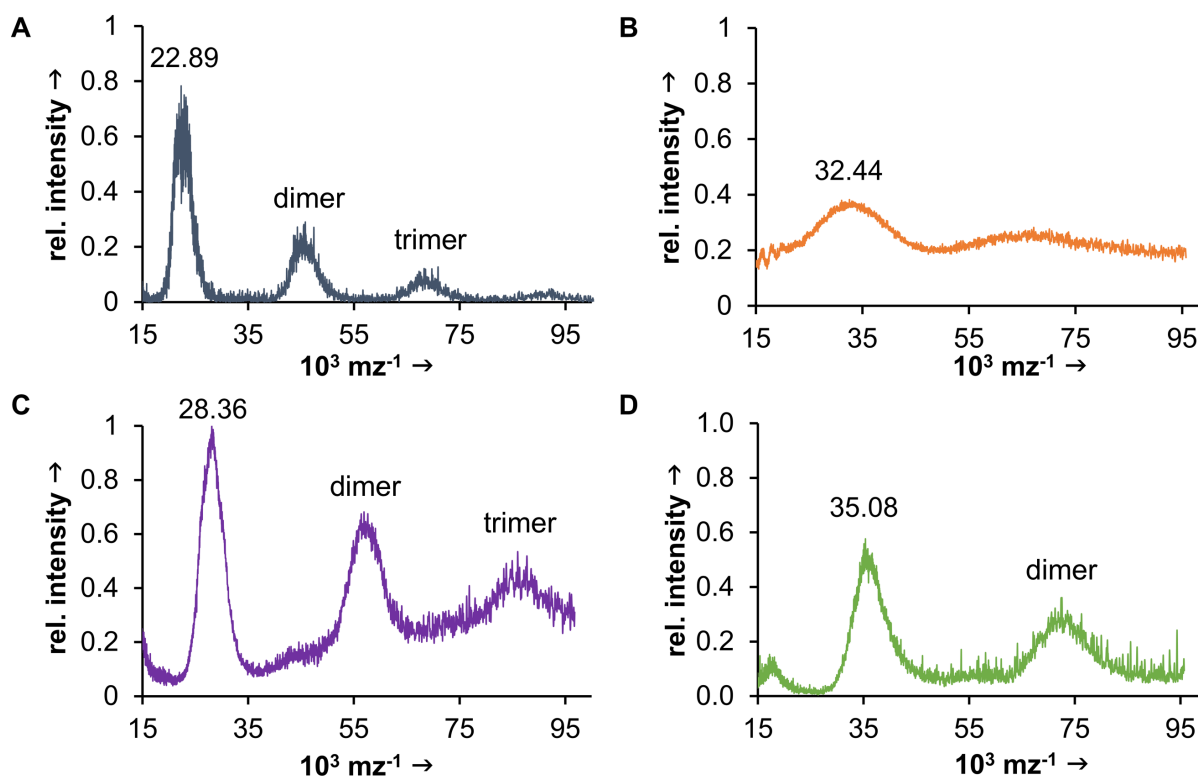 A
rel. intensity →
1
0.8
0.6
0.4
0.2
0
22.89
dimer
trimer
15 35 55 75 95
10³ mz⁻¹ →
B
rel. intensity →
1
0.8
0.6
0.4
0.2
0
32.44
15 35 55 75 95
10³ mz⁻¹ →
C
rel. intensity →
1
0.8
0.6
0.4
0.2
0
28.36
dimer
trimer
15 35 55 75 95
10³ mz⁻¹ →
D
rel. intensity →
1.0
0.8
0.6
0.4
0.2
0.0
35.08
dimer
15 35 55 75 95
10³ mz⁻¹ →